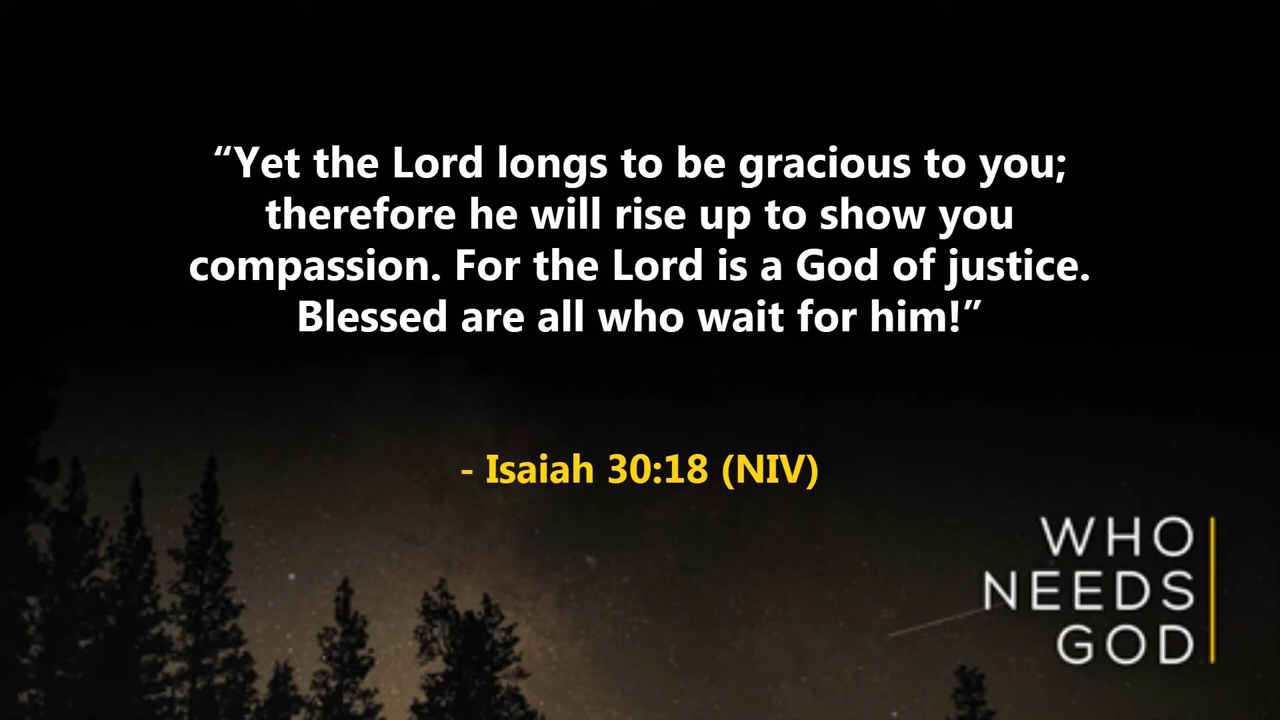 “Yet the Lord longs to be gracious to you;
therefore he will rise up to show you
compassion. For the Lord is a God of justice.
Blessed are all who wait for him!”
- Isaiah 30:18 (NIV)
WHO
NEEDS
GOD